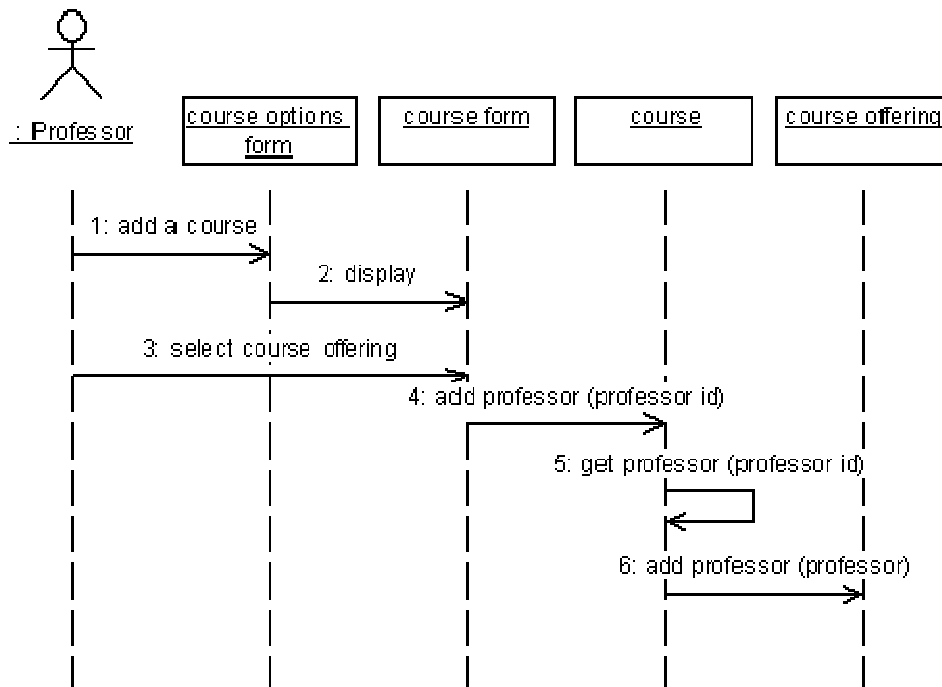 : Professor
course options
form
course form
course
course offering
1: add a course
2: display
3: select course offering
4: add professor (professor id)
5: get professor (professor id)
6: add professor (professor)